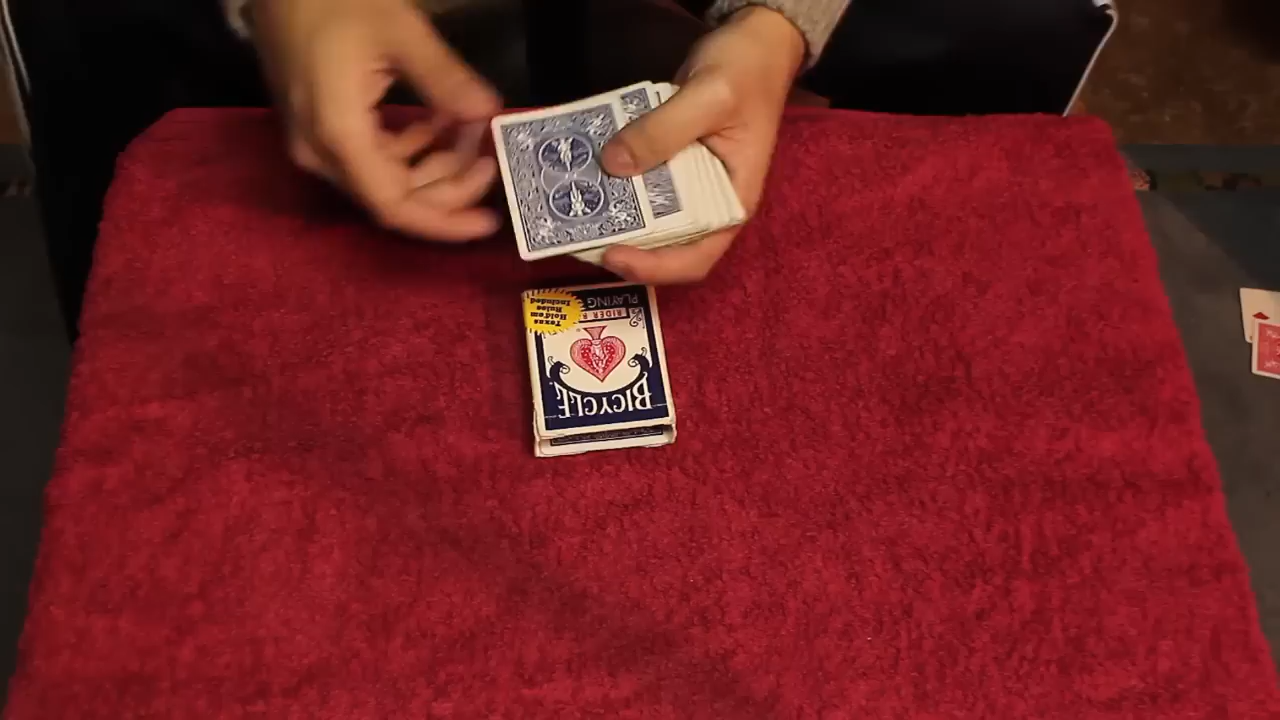 BICYCLE
RIDER
PLAYING
Texas
Hold'em
Rules
Included